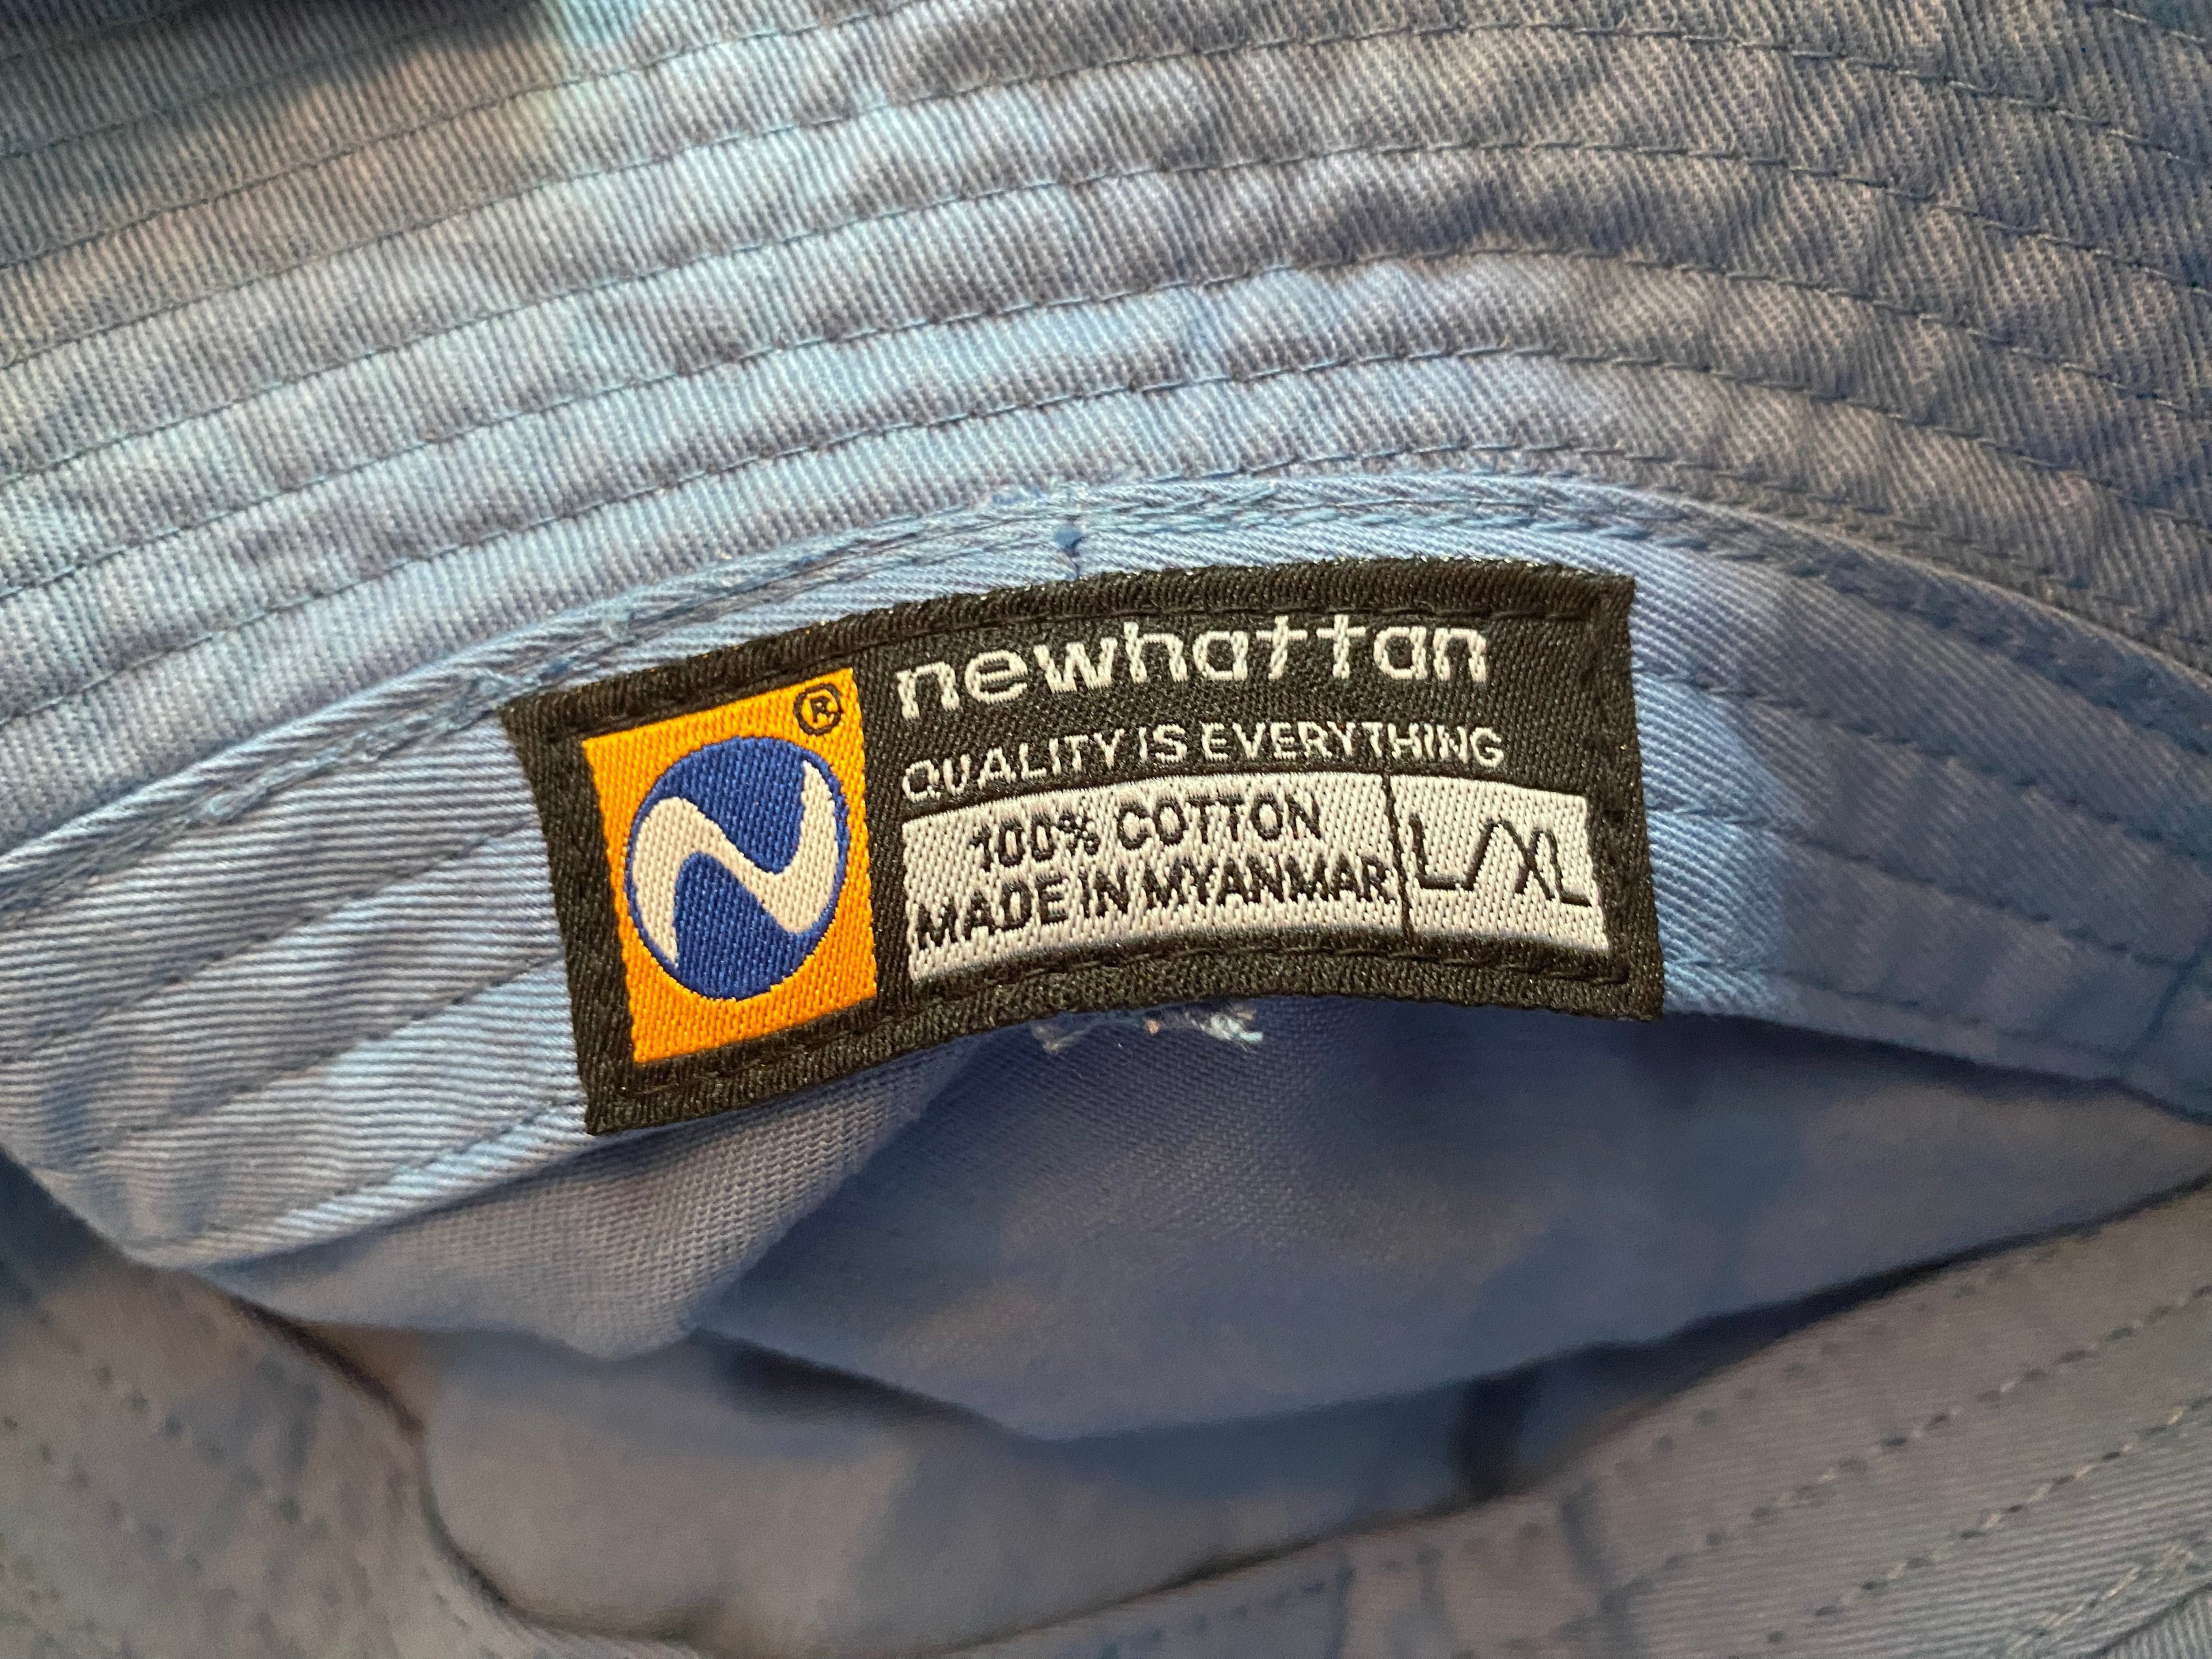 ®
newhattan
QUALITY IS EVERYTHING
100% COTTON
MADE IN MYANMAR
L/XL